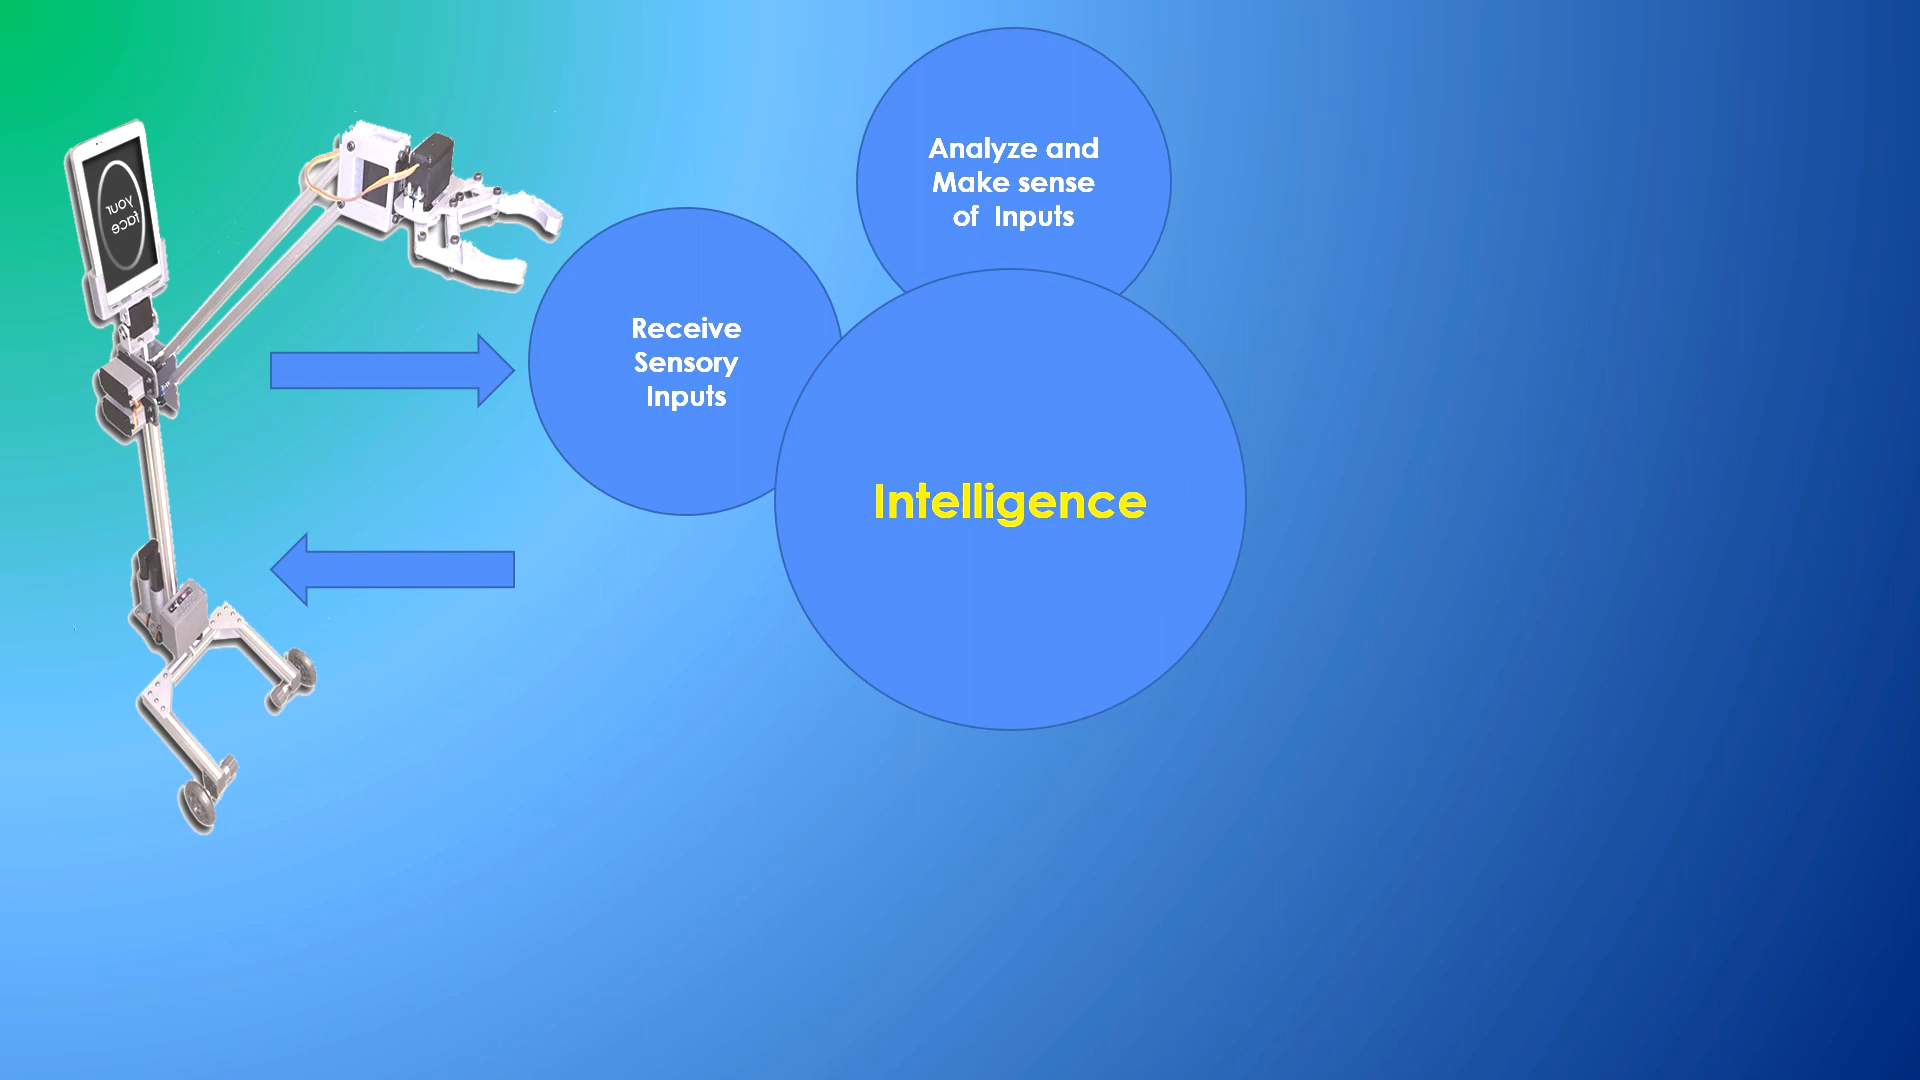 your
face
Receive
Sensory
Inputs
Analyze and
Make sense
of Inputs
Intelligence